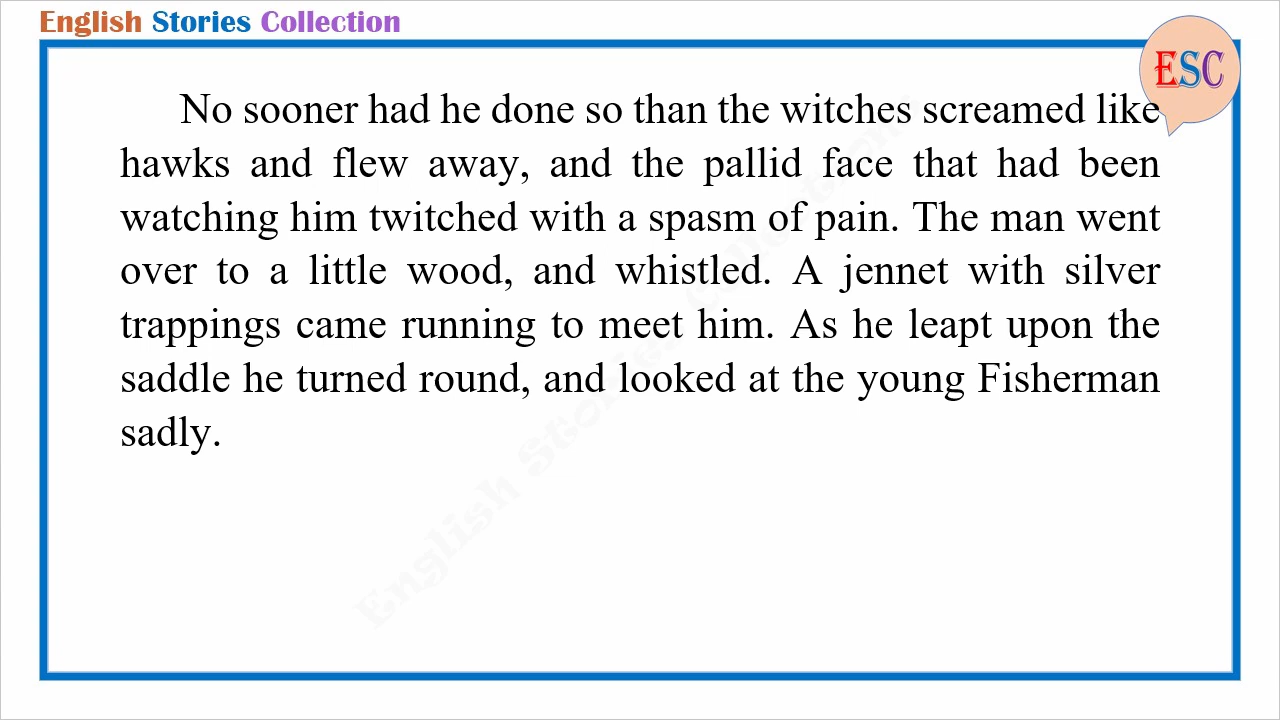 English Stories Collection
ESC
No sooner had he done so than the witches screamed like
hawks and flew away, and the pallid face that had been
watching him twitched with a spasm of pain. The man went
over to a little wood, and whistled. A jennet with silver
trappings came running to meet him. As he leapt upon the
saddle he turned round, and looked at the young Fisherman
sadly.
English Stories Collections